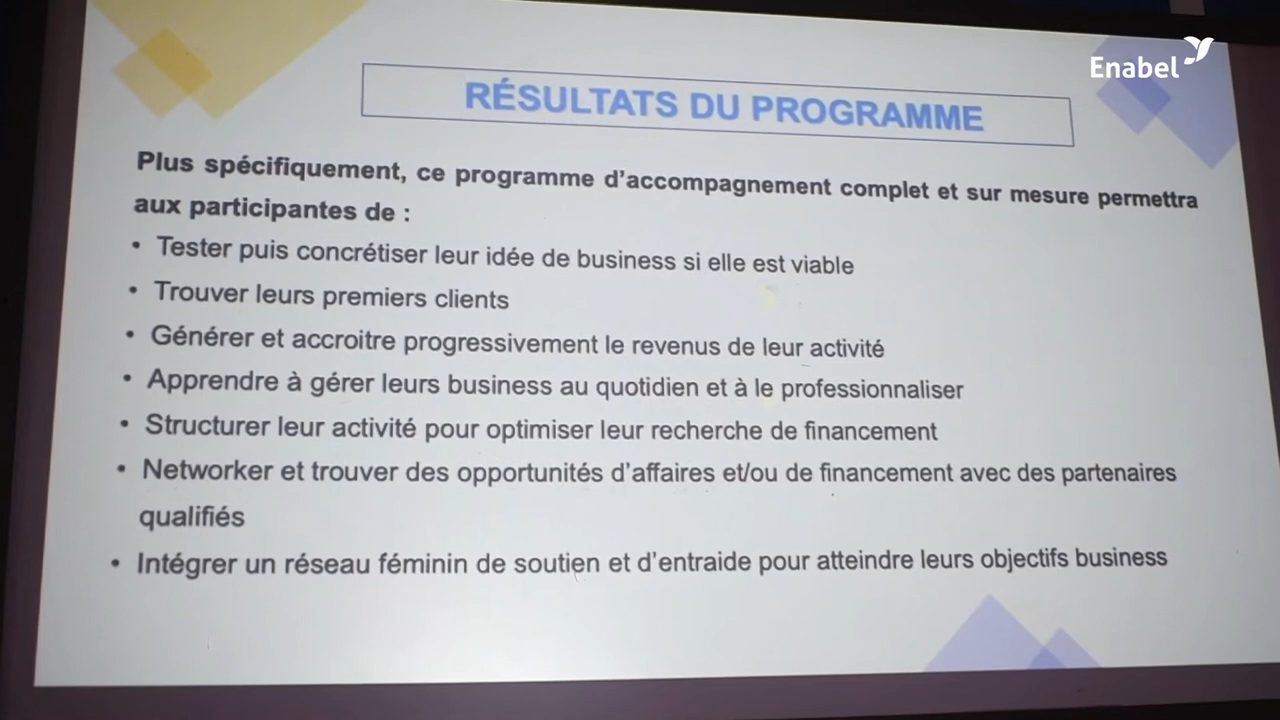 Enabel
RÉSULTATS DU PROGRAMME
Plus spécifiquement, ce programme d'accompagnement complet et sur mesure permettra
aux participantes de :
• Tester puis concrétiser leur idée de business si elle est viable
• Trouver leurs premiers clients
• Générer et accroitre progressivement le revenus de leur activité
• Apprendre à gérer leurs business au quotidien et à le professionnaliser
• Structurer leur activité pour optimiser leur recherche de financement
• Networker et trouver des opportunités d'affaires et/ou de financement avec des partenaires
qualifiés
• Intégrer un réseau féminin de soutien et d'entraide pour atteindre leurs objectifs business